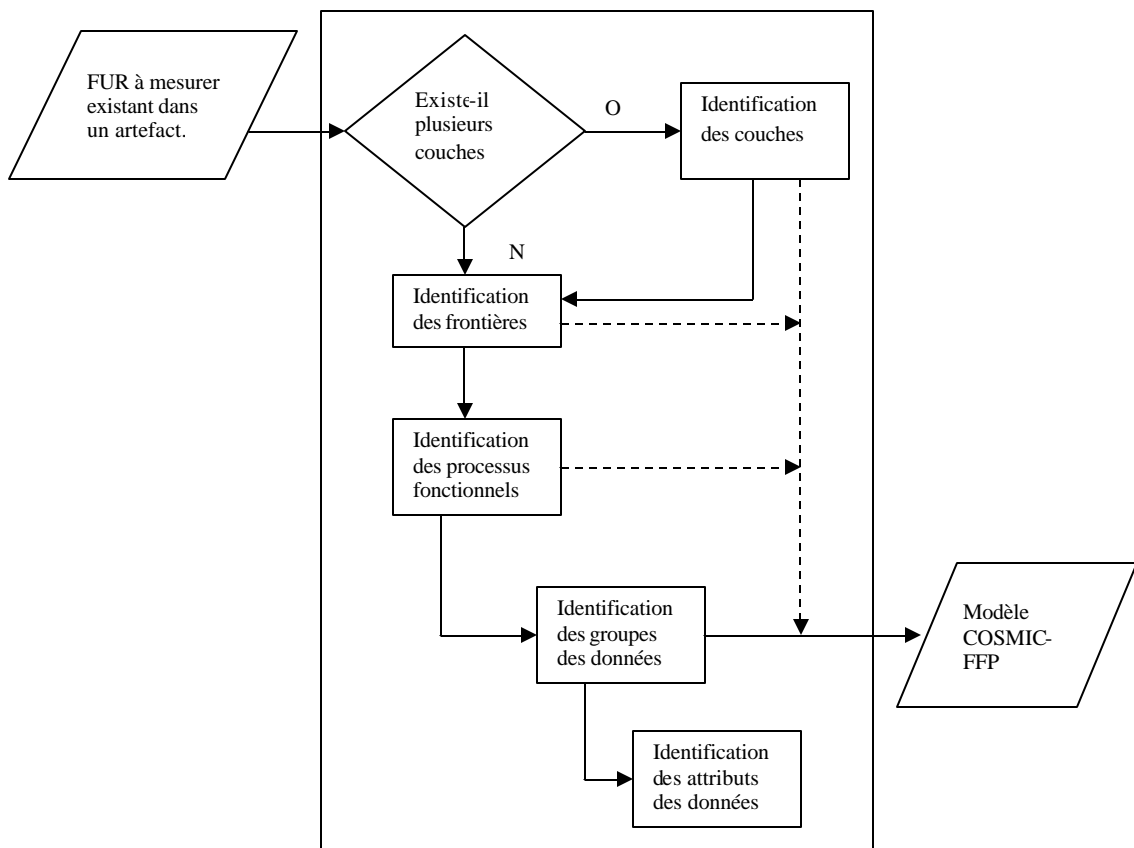 FUR à mesurer
existant dans
un artefact.
Existe-il
plusieurs
couches
O
Identification
des couches
N
Identification
des frontières
Identification
des processus
fonctionnels
Identification
des groupes
des données
Modèle
COSMIC-
FFP
Identification
des attributs
des données